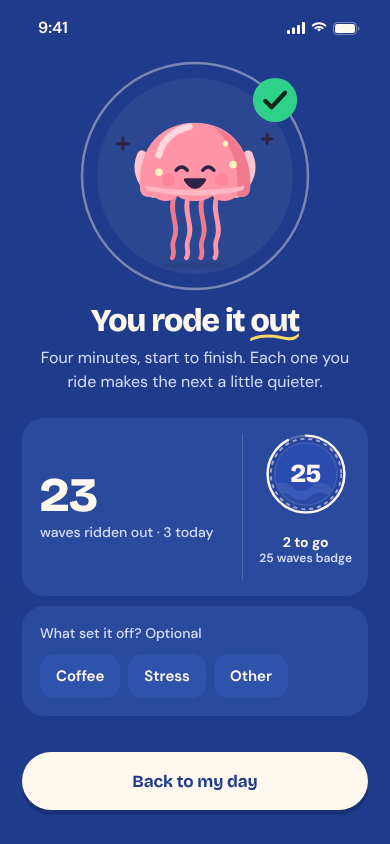 9:41
You rode it out
Four minutes, start to finish. Each one you
ride makes the next a little quieter.
23
waves ridden out · 3 today
25
2 to go
25 waves badge
What set it off? Optional
Coffee
Stress
Other
Back to my day